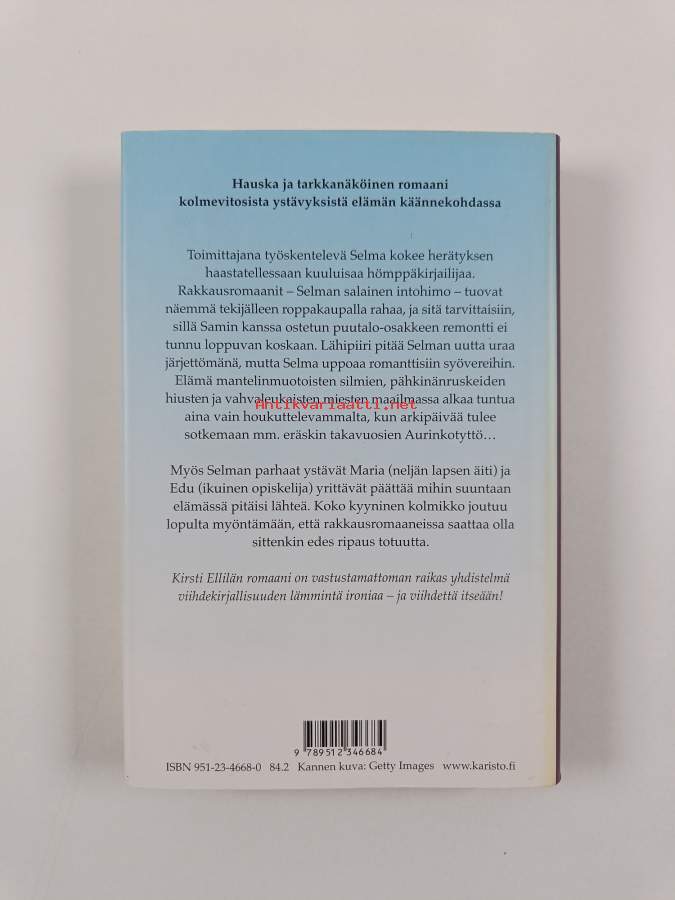 Hauska ja tarkkanäköinen romaani
kolmevitosista ystävyksistä elämän käännekohdassa
Toimittajana työskentelevä Selma kokee herätyksen
haastatellessaan kuuluisaa hömppäkirjailijaa.
Rakkausromaanit – Selman salainen intohimo – tuovat
näemmä tekijälleen roppakaupalla rahaa, ja sitä tarvittaisiin,
sillä Samin kanssa ostetun puutalo-osakkeen remontti ei
tunnu loppuvan koskaan. Lähipiiri pitää Selman uutta uraa
järjettömänä, mutta Selma uppoaa romanttisiin syövereihin.
Elämä mantelinmuotoisten silmien, pähkinänruskeiden
hiusten ja vahvaleukaisten miesten maailmassa alkaa tuntua
Antikvariaatti.net
aina vain houkuttelevammalta, kun arkipäivää tulee
sotkemaan mm. eräskin takavuosien Aurinkotyttö…
Myös Selman parhaat ystävät Maria (neljän lapsen äiti) ja
Edu (ikuinen opiskelija) yrittävät päättää mihin suuntaan
elämässä pitäisi lähteä. Koko kyyninen kolmikko joutuu
lopulta myöntämään, että rakkausromaaneissa saattaa olla
sittenkin edes ripaus totuutta.
Kirsti Ellilän romaani on vastustamattoman raikas yhdistelmä
viihdekirjallisuuden lämmintä ironiaa – ja viihdettä itseään!
9 789512 346684
ISBN 951-23-4668-0 84.2 Kannen kuva: Getty Images www.karisto.fi